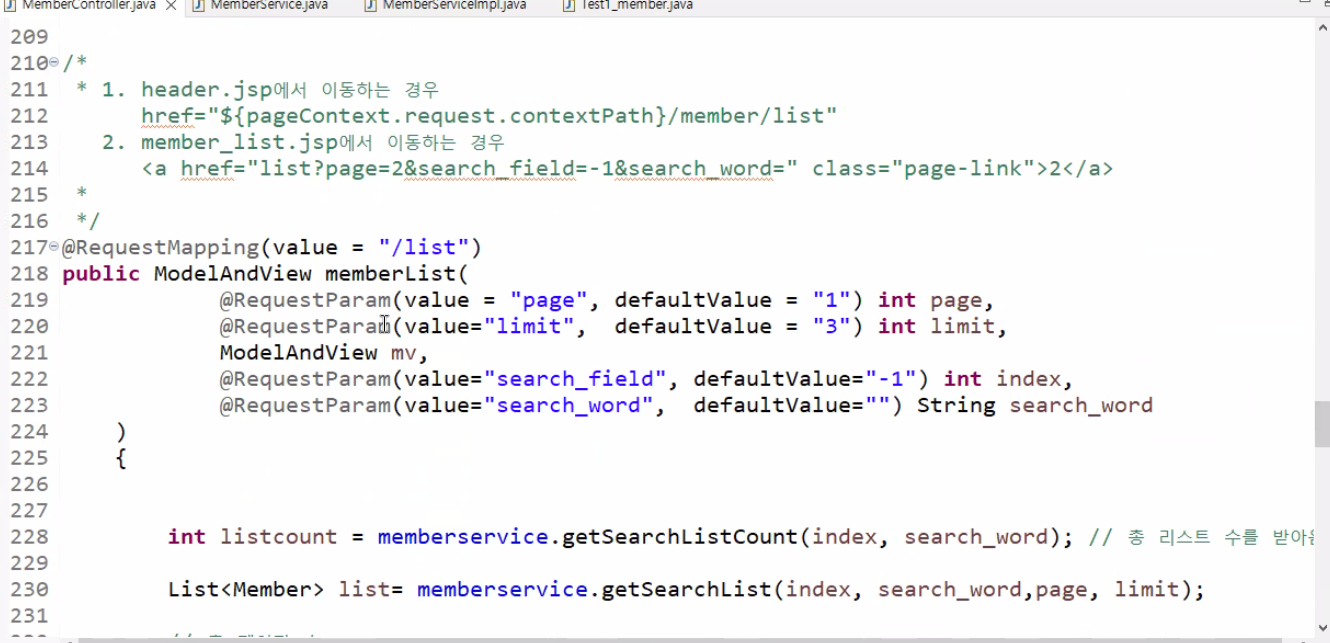 MemberController.java MemberService.java MemberServiceImpl.java Test1_member.java
209
210 /*
211 * 1. header.jsp에서 이동하는 경우
212 href="${pageContext.request.contextPath}/member/list"
213 2. member_list.jsp에서 이동하는 경우
214 <a href="list?page=2&search_field=-1&search_word=" class="page-link">2</a>
215 *
216 */
217 @RequestMapping(value = "/list")
218 public ModelAndView memberList(
219 @RequestParam(value = "page", defaultValue = "1") int page,
220 @RequestParam(value="limit", defaultValue = "3") int limit,
221 ModelAndView mv,
222 @RequestParam(value="search_field", defaultValue="-1") int index,
223 @RequestParam(value="search_word", defaultValue="") String search_word
224 )
225 {
226
227
228 int listcount = memberservice.getSearchListCount(index, search_word); // 총 리스트 수를 받아옴
229
230 List<Member> list= memberservice.getSearchList(index, search_word,page, limit);
231